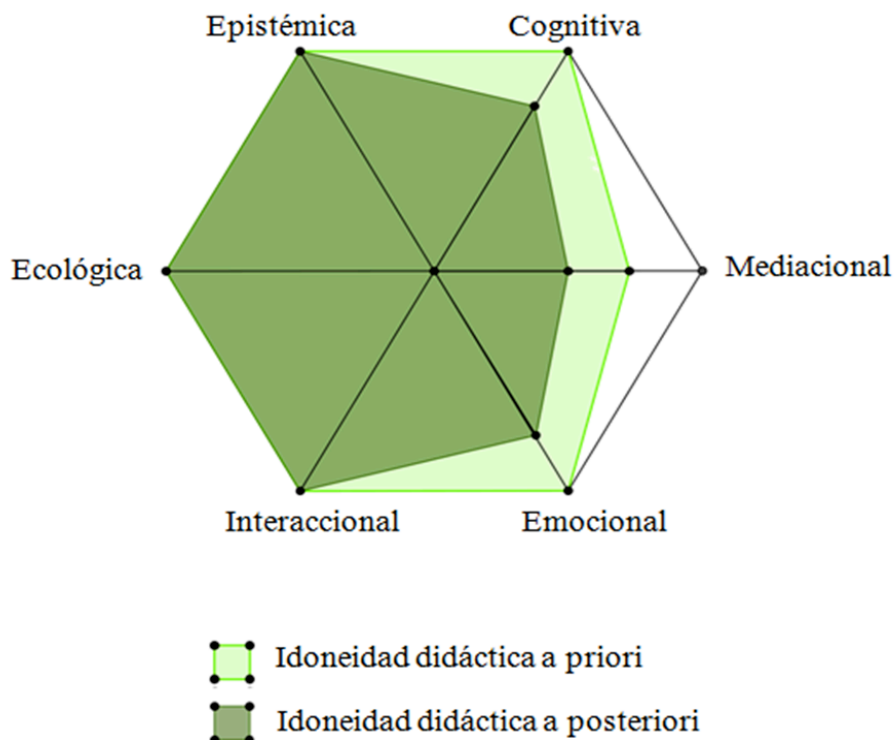 Epistémica
Cognitiva
Ecológica
Mediacional
Interaccional
Emocional
Idoneidad didáctica a priori
Idoneidad didáctica a posteriori